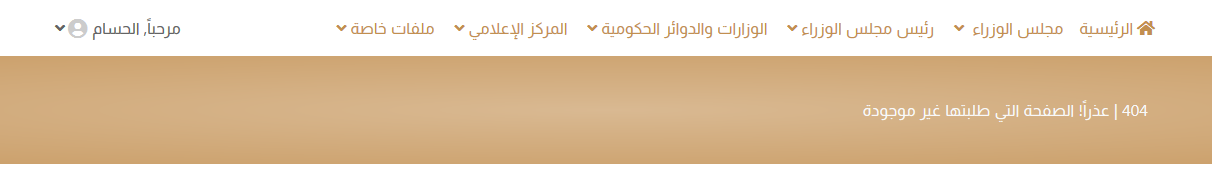 الرئيسية مجلس الوزراء رئيس مجلس الوزراء الوزارات والدوائر الحكومية المركز الإعلامي ملفات خاصة مرحباً, الحسام
404 | عذراً! الصفحة التي طلبتها غير موجودة